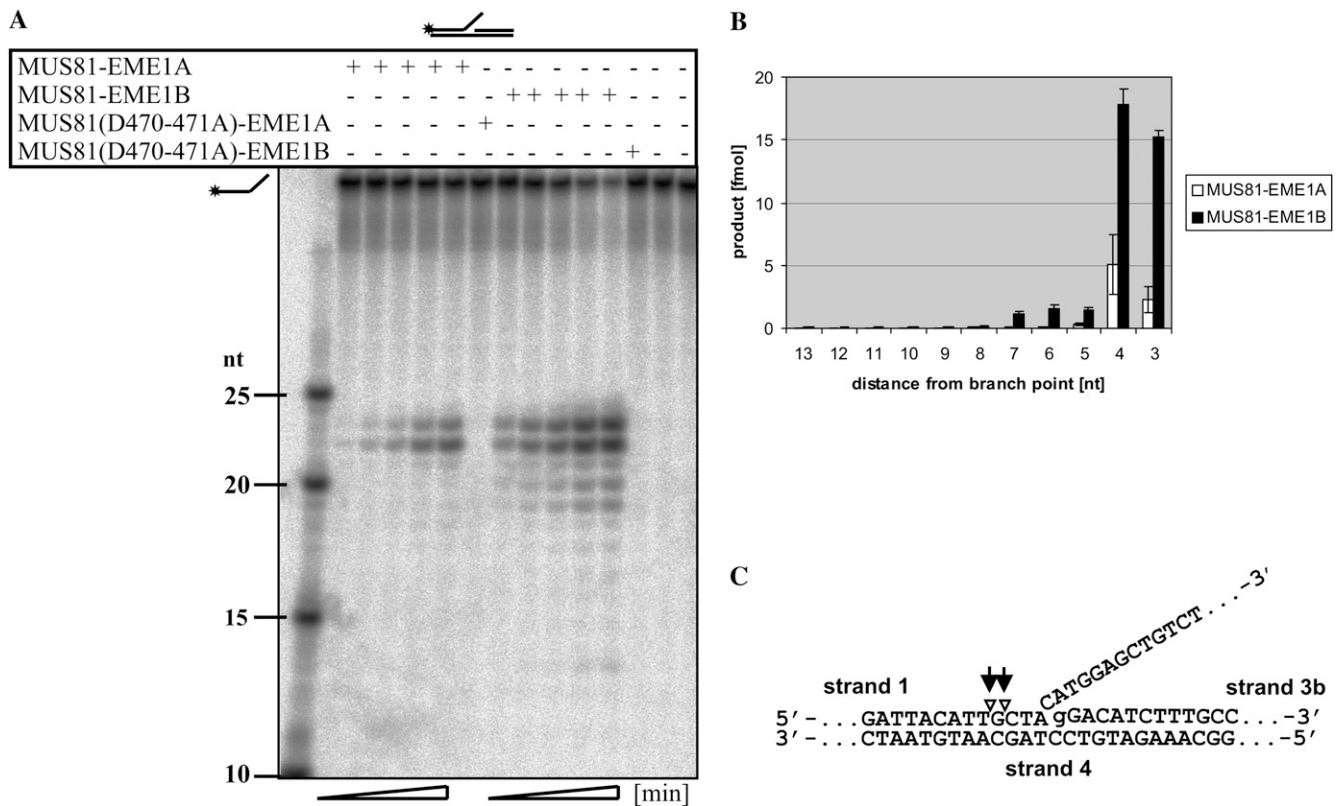 A
MUS81-EME1A + + + + + - - - - - - - - -
MUS81-EME1B - - - - - - + + + + + - - -
MUS81(D470-471A)-EME1A - - - - - + - - - - - - - -
MUS81(D470-471A)-EME1B - - - - - - - - - - - + - -
nt
25
20
15
10
[min]
B
20
15
10
5
0
product [fmol]
13 12 11 10 9 8 7 6 5 4 3
distance from branch point [nt]
MUS81-EME1A
MUS81-EME1B
C
CATGGAGCTGTCT...-3′
strand 1
strand 3b
5′-...GATTACATTGCTA gGACATCTTTGCC...-3′
3′-...CTAATGTAACGATCCTGTAGAAACGG...-5′
strand 4